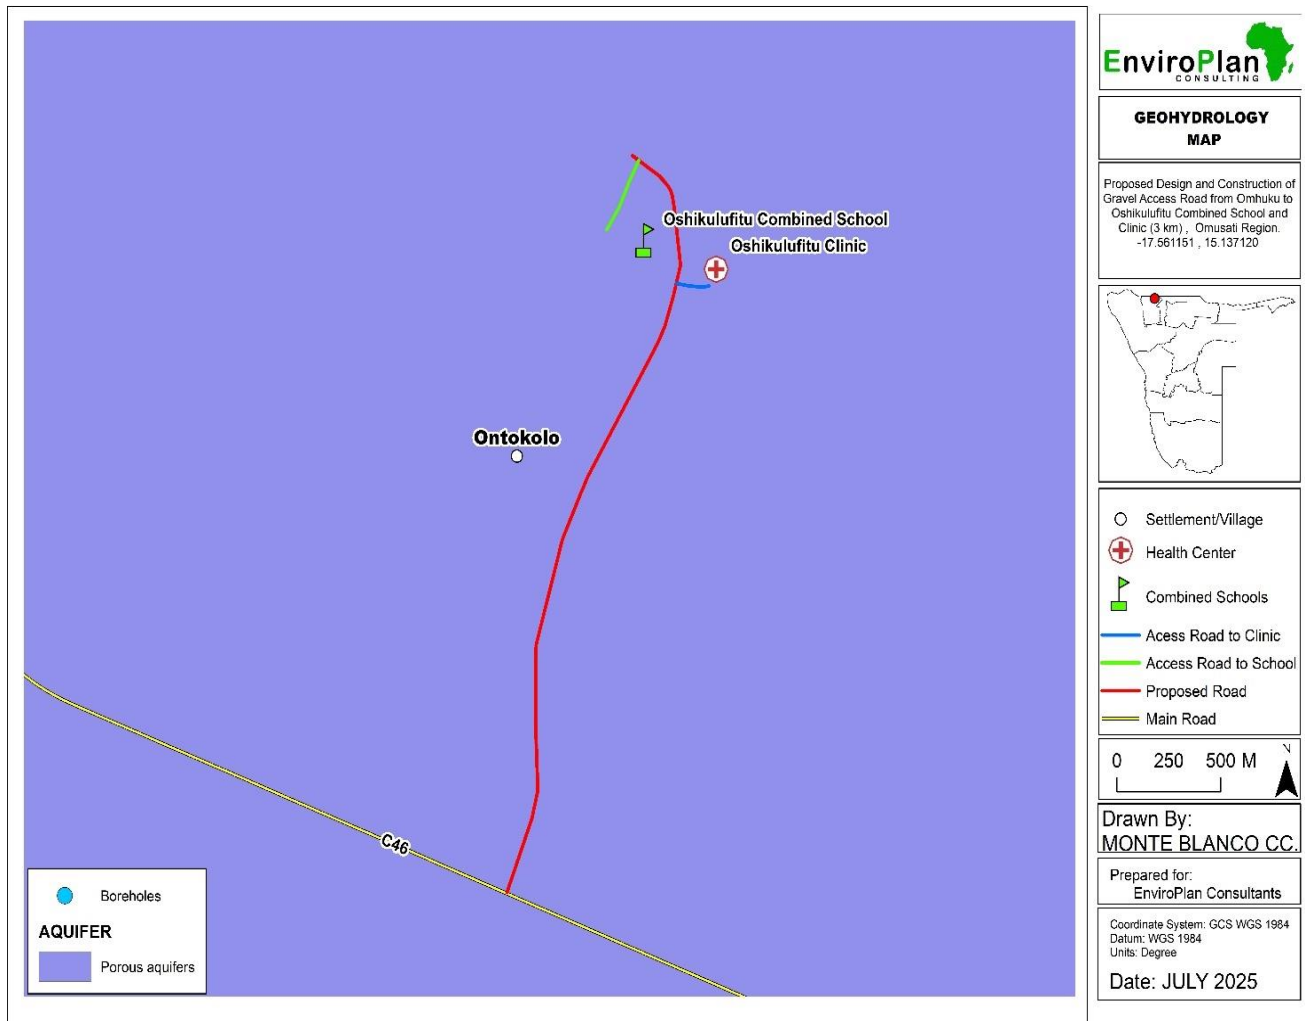 Oshikulufitu Combined School
Oshikulufitu Clinic
Ontokolo
C46
Boreholes
AQUIFER
Porous aquifers
EnviroPlan
CONSULTING
GEOHYDROLOGY
MAP
Proposed Design and Construction of
Gravel Access Road from Omhuku to
Oshikulufitu Combined School and
Clinic (3 km) , Omusati Region.
-17.561151 , 15.137120
Settlement/Village
Health Center
Combined Schools
Acess Road to Clinic
Access Road to School
Proposed Road
Main Road
0 250 500 M
N
Drawn By:
MONTE BLANCO CC.
Prepared for:
EnviroPlan Consultants
Coordinate System: GCS WGS 1984
Datum: WGS 1984
Units: Degree
Date: JULY 2025